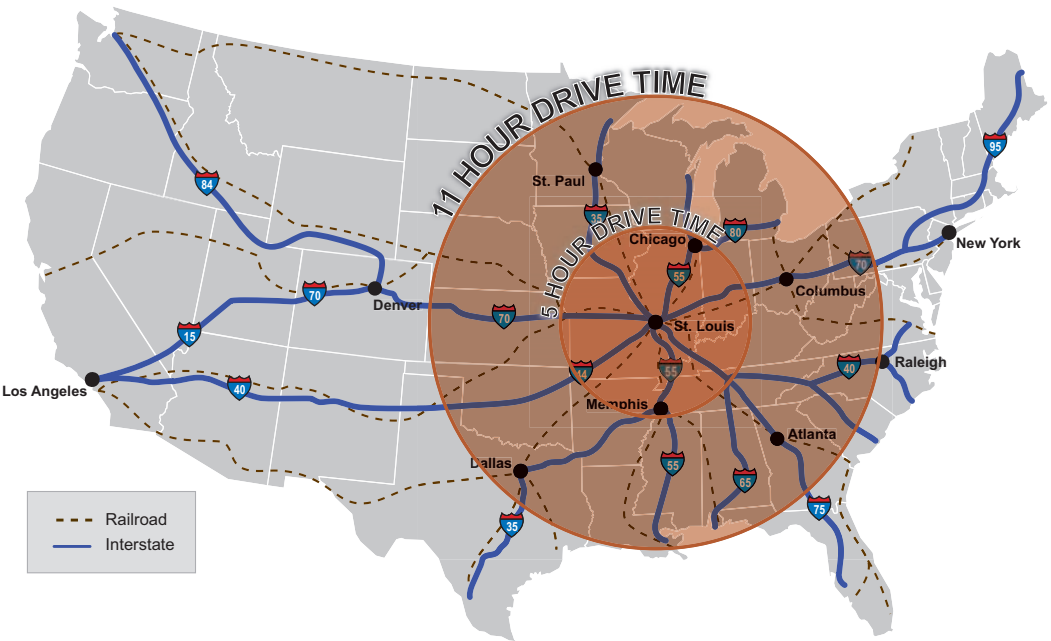 11 HOUR DRIVE TIME
95
St. Paul
84
35
5 HOUR DRIVE TIME
80
Chicago
New York
70
55
Columbus
70
Denver
70
St. Louis
15
Raleigh
40
44
55
Los Angeles
40
Memphis
Atlanta
Dallas
55
65
75
35
Railroad
Interstate